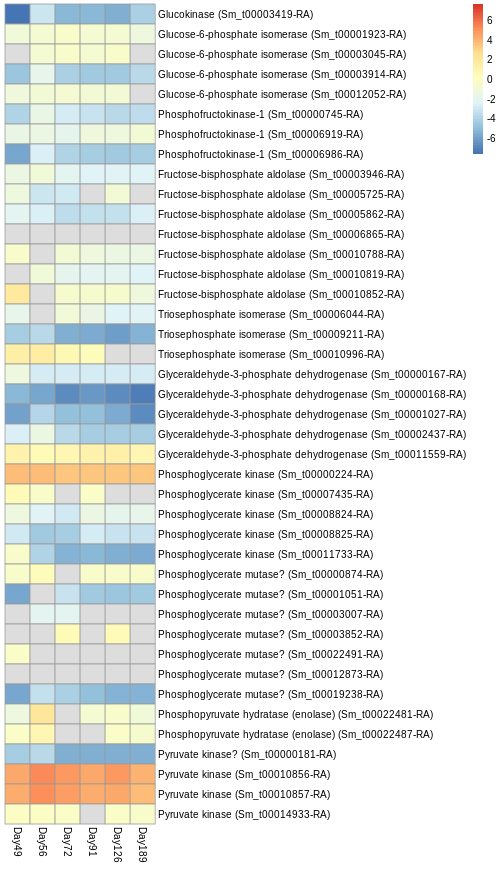 Glucokinase (Sm_t00003419-RA)
Glucose-6-phosphate isomerase (Sm_t00001923-RA)
Glucose-6-phosphate isomerase (Sm_t00003045-RA)
Glucose-6-phosphate isomerase (Sm_t00003914-RA)
Glucose-6-phosphate isomerase (Sm_t00012052-RA)
Phosphofructokinase-1 (Sm_t00000745-RA)
Phosphofructokinase-1 (Sm_t00006919-RA)
Phosphofructokinase-1 (Sm_t00006986-RA)
Fructose-bisphosphate aldolase (Sm_t00003946-RA)
Fructose-bisphosphate aldolase (Sm_t00005725-RA)
Fructose-bisphosphate aldolase (Sm_t00005862-RA)
Fructose-bisphosphate aldolase (Sm_t00006865-RA)
Fructose-bisphosphate aldolase (Sm_t00010788-RA)
Fructose-bisphosphate aldolase (Sm_t00010819-RA)
Fructose-bisphosphate aldolase (Sm_t00010852-RA)
Triosephosphate isomerase (Sm_t00006044-RA)
Triosephosphate isomerase (Sm_t00009211-RA)
Triosephosphate isomerase (Sm_t00010996-RA)
Glyceraldehyde-3-phosphate dehydrogenase (Sm_t00000167-RA)
Glyceraldehyde-3-phosphate dehydrogenase (Sm_t00000168-RA)
Glyceraldehyde-3-phosphate dehydrogenase (Sm_t00001027-RA)
Glyceraldehyde-3-phosphate dehydrogenase (Sm_t00002437-RA)
Glyceraldehyde-3-phosphate dehydrogenase (Sm_t00011559-RA)
Phosphoglycerate kinase (Sm_t00000224-RA)
Phosphoglycerate kinase (Sm_t00007435-RA)
Phosphoglycerate kinase (Sm_t00008824-RA)
Phosphoglycerate kinase (Sm_t00008825-RA)
Phosphoglycerate kinase (Sm_t00011733-RA)
Phosphoglycerate mutase? (Sm_t00000874-RA)
Phosphoglycerate mutase? (Sm_t00001051-RA)
Phosphoglycerate mutase? (Sm_t00003007-RA)
Phosphoglycerate mutase? (Sm_t00003852-RA)
Phosphoglycerate mutase? (Sm_t00022491-RA)
Phosphoglycerate mutase? (Sm_t00012873-RA)
Phosphoglycerate mutase? (Sm_t00019238-RA)
Phosphopyruvate hydratase (enolase) (Sm_t00022481-RA)
Phosphopyruvate hydratase (enolase) (Sm_t00022487-RA)
Pyruvate kinase? (Sm_t00000181-RA)
Pyruvate kinase (Sm_t00010856-RA)
Pyruvate kinase (Sm_t00010857-RA)
Pyruvate kinase (Sm_t00014933-RA)
Day49
Day56
Day72
Day91
Day126
Day189
6
4
2
0
-2
-4
-6